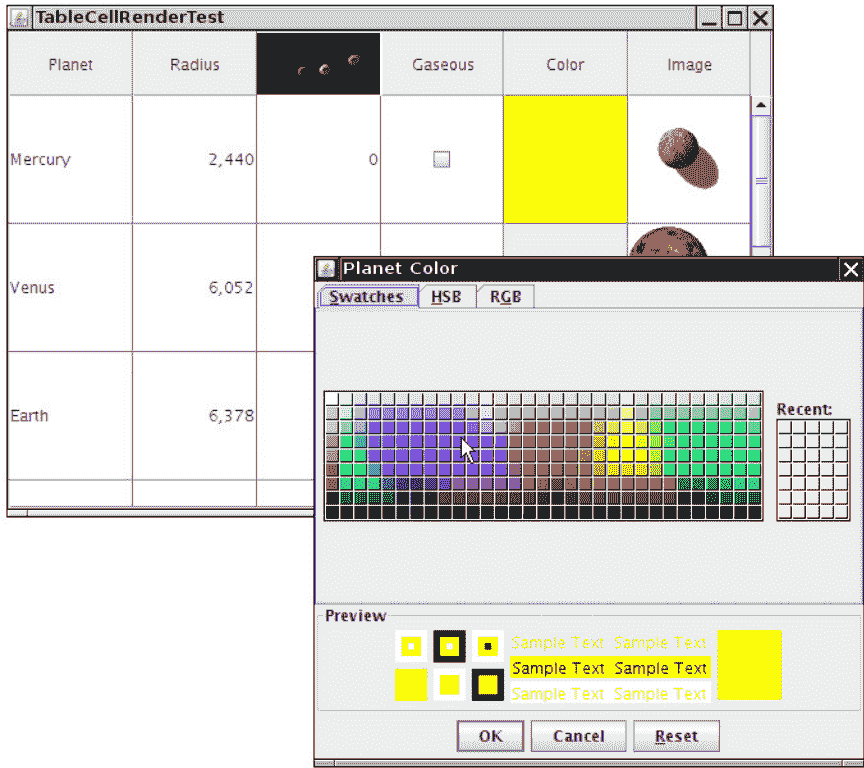 TableCellRenderTest
Planet Radius Gaseous Color Image
Mercury 2,440 0
Venus 6,052
Earth 6,378
Planet Color
Swatches HSB RGB
Recent:
Preview
Sample Text Sample Text
Sample Text Sample Text
Sample Text Sample Text
OK Cancel Reset